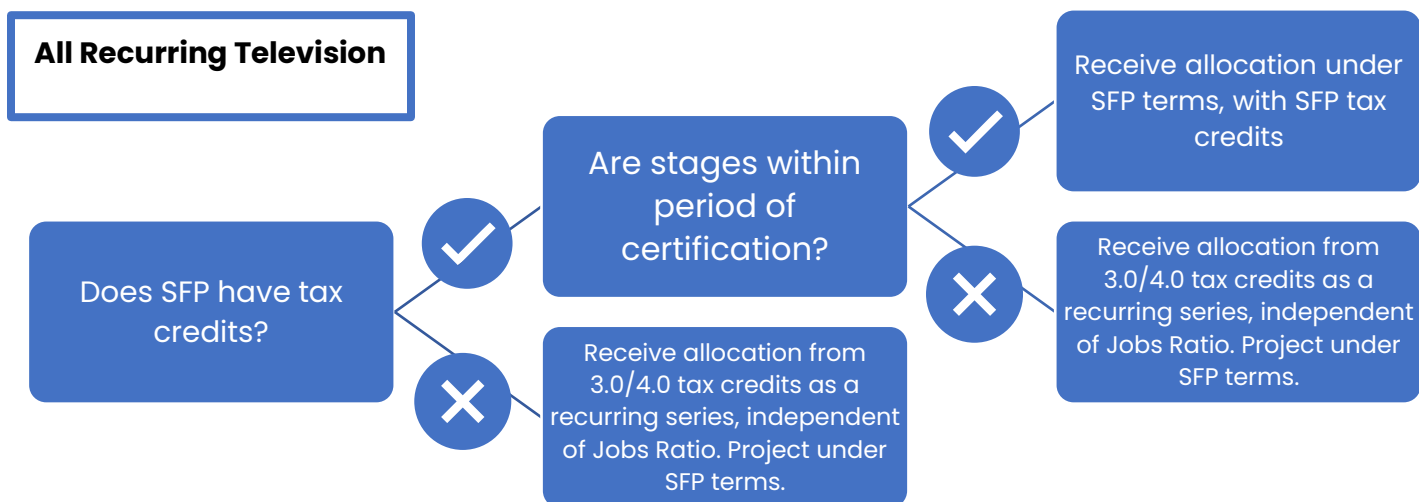 All Recurring Television
Does SFP have tax
credits?
Are stages within
period of
certification?
Receive allocation from
3.0/4.0 tax credits as a
recurring series, independent
of Jobs Ratio. Project under
SFP terms.
Receive allocation under
SFP terms, with SFP tax
credits
Receive allocation from
3.0/4.0 tax credits as a
recurring series, independent
of Jobs Ratio. Project under
SFP terms.